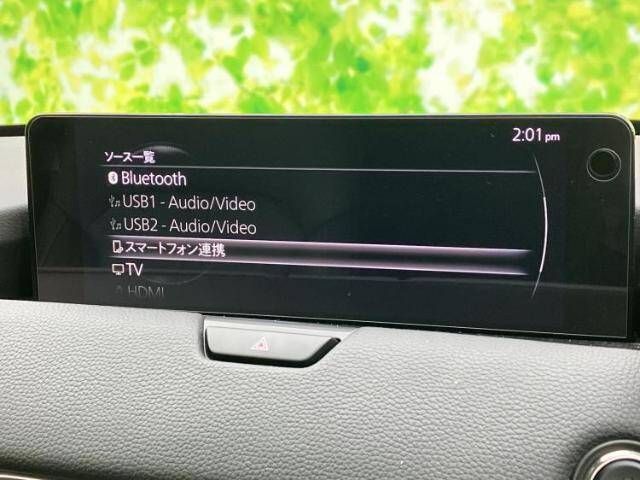 2:01 pm
ソース一覧
Bluetooth
USB1 - Audio/Video
USB2 - Audio/Video
スマートフォン連携
TV
HDMI